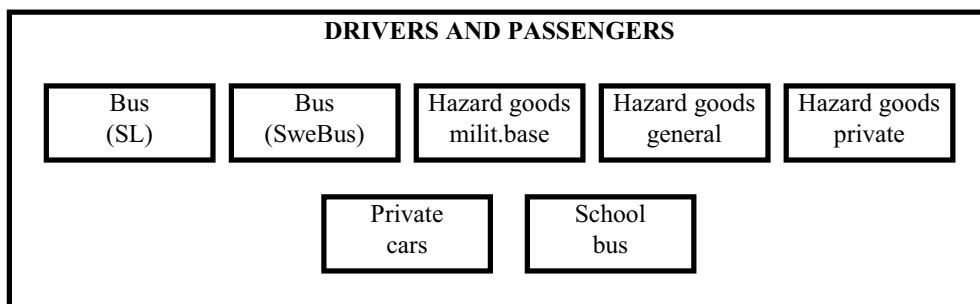 DRIVERS AND PASSENGERS
Bus
(SL)
Bus
(SweBus)
Hazard goods
milit.base
Hazard goods
general
Hazard goods
private
Private
cars
School
bus